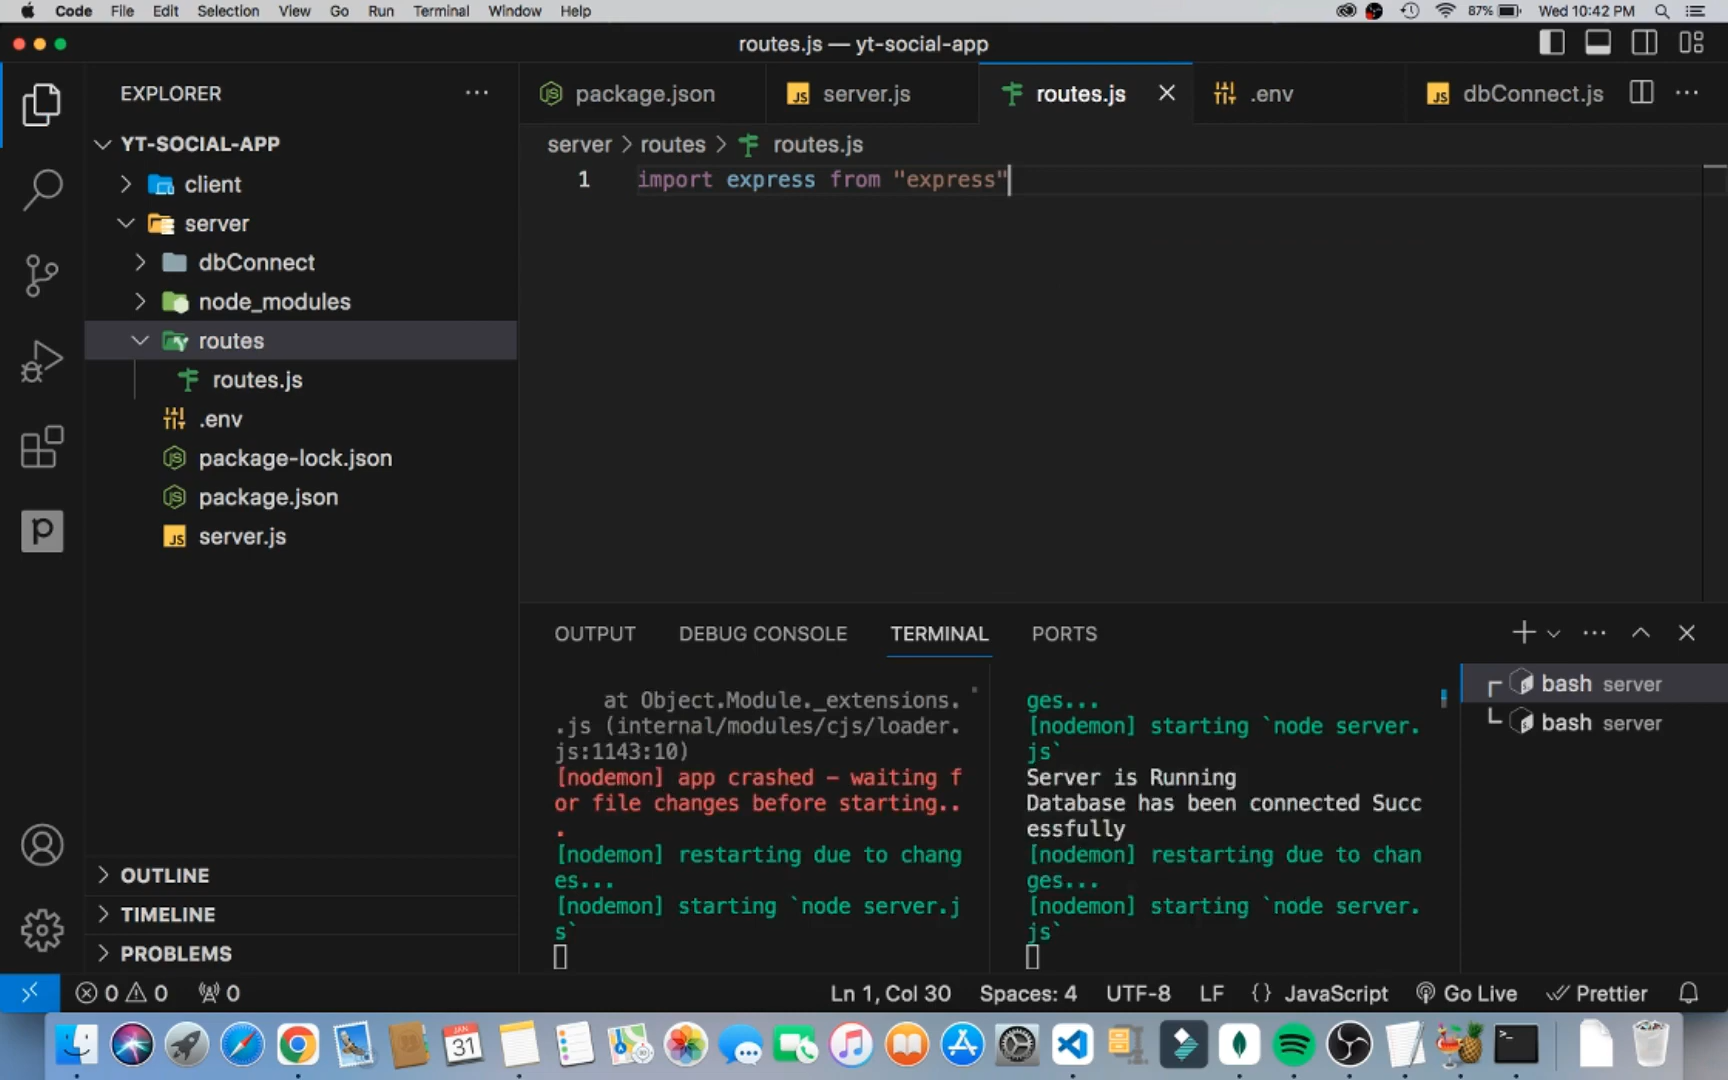 Code File Edit Selection View Go Run Terminal Window Help 87% Wed 10:42 PM
routes.js — yt-social-app
EXPLORER
package.json server.js routes.js .env dbConnect.js
YT-SOCIAL-APP
server > routes > routes.js
client
1 import express from "express"
server
dbConnect
node_modules
routes
routes.js
.env
package-lock.json
package.json
server.js
OUTPUT DEBUG CONSOLE TERMINAL PORTS
at Object.Module._extensions.
.js (internal/modules/cjs/loader.
js:1143:10)
[nodemon] app crashed – waiting f
or file changes before starting..
.
[nodemon] restarting due to chang
es...
[nodemon] starting `node server.j
s`
ges...
[nodemon] starting `node server.
js`
Server is Running
Database has been connected Succ
essfully
[nodemon] restarting due to chan
ges...
[nodemon] starting `node server.
js`
bash server
bash server
OUTLINE
TIMELINE
PROBLEMS
0 0 0 Ln 1, Col 30 Spaces: 4 UTF-8 LF {} JavaScript Go Live Prettier
JAN
31